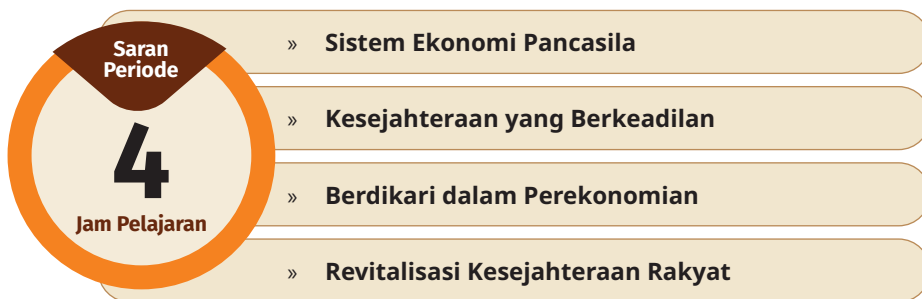 Saran
Periode
4
Jam Pelajaran
» Sistem Ekonomi Pancasila
» Kesejahteraan yang Berkeadilan
» Berdikari dalam Perekonomian
» Revitalisasi Kesejahteraan Rakyat